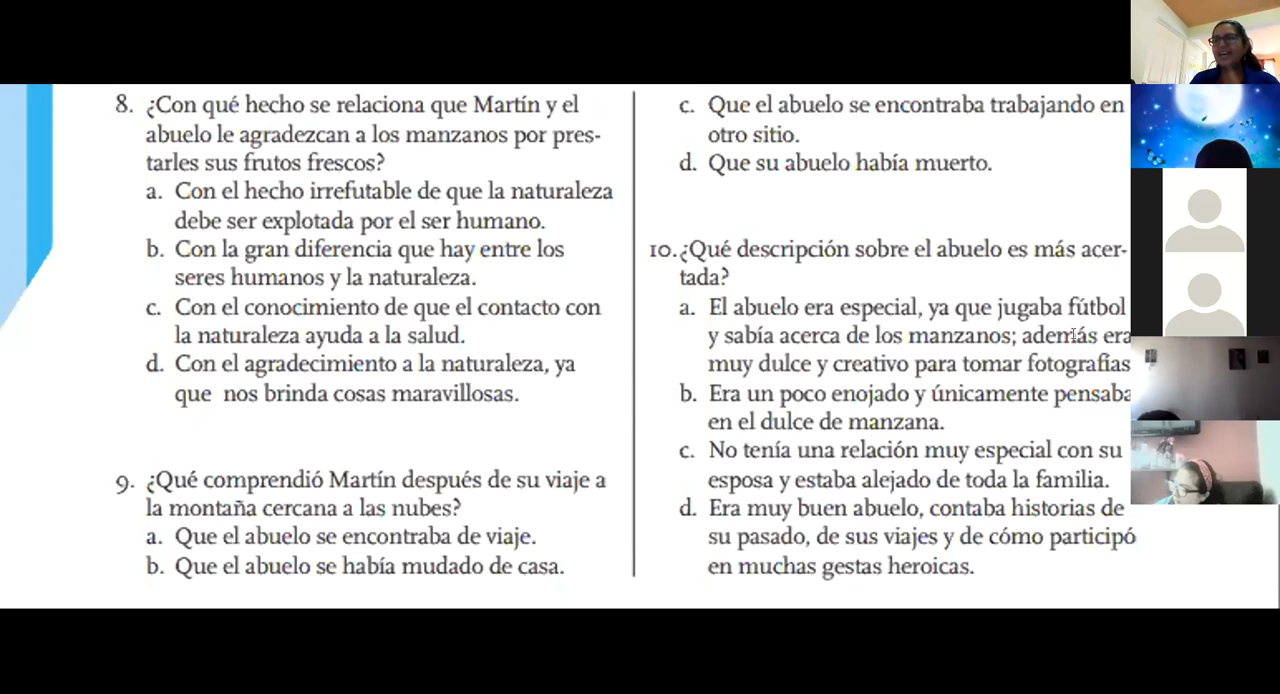 8. ¿Con qué hecho se relaciona que Martín y el
abuelo le agradezcan a los manzanos por pres-
tarles sus frutos frescos?
a. Con el hecho irrefutable de que la naturaleza
debe ser explotada por el ser humano.
b. Con la gran diferencia que hay entre los
seres humanos y la naturaleza.
c. Con el conocimiento de que el contacto con
la naturaleza ayuda a la salud.
d. Con el agradecimiento a la naturaleza, ya
que nos brinda cosas maravillosas.
9. ¿Qué comprendió Martín después de su viaje a
la montaña cercana a las nubes?
a. Que el abuelo se encontraba de viaje.
b. Que el abuelo se había mudado de casa.
c. Que el abuelo se encontraba trabajando en
otro sitio.
d. Que su abuelo había muerto.
10. ¿Qué descripción sobre el abuelo es más acer-
tada?
a. El abuelo era especial, ya que jugaba fútbol
y sabía acerca de los manzanos; además era
muy dulce y creativo para tomar fotografías
b. Era un poco enojado y únicamente pensaba
en el dulce de manzana.
c. No tenía una relación muy especial con su
esposa y estaba alejado de toda la familia.
d. Era muy buen abuelo, contaba historias de
su pasado, de sus viajes y de cómo participó
en muchas gestas heroicas.